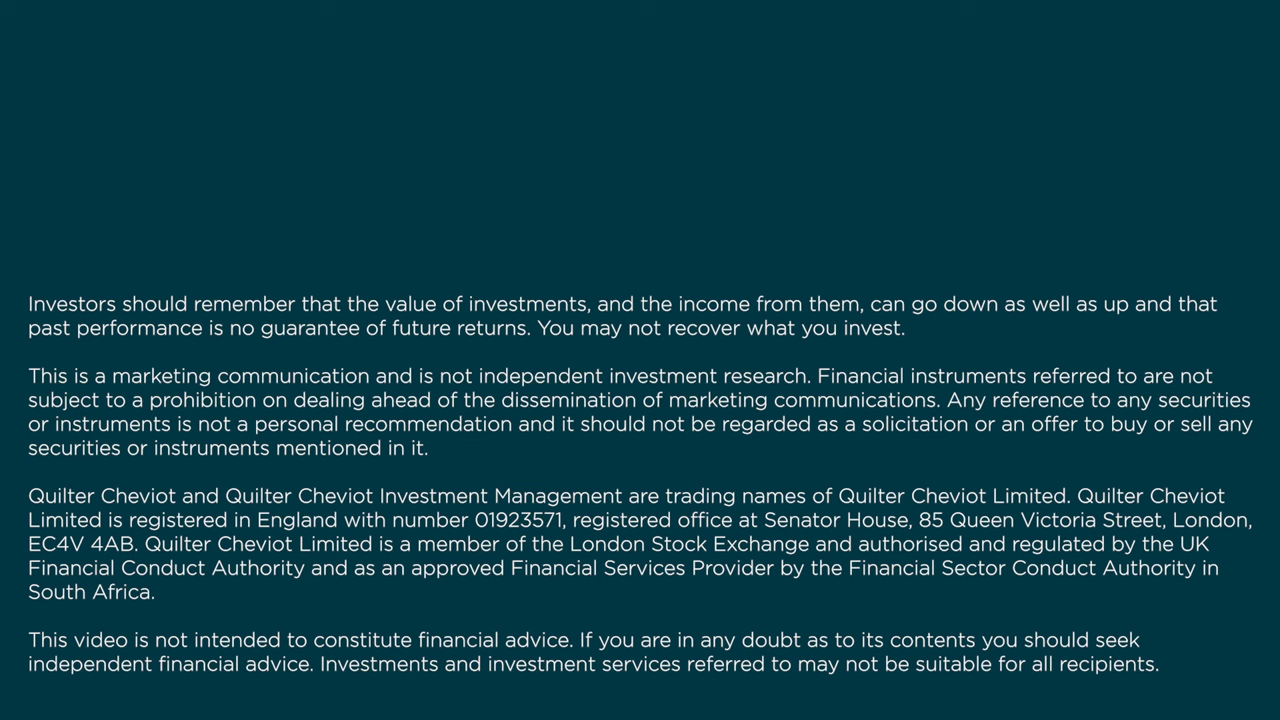 Investors should remember that the value of investments, and the income from them, can go down as well as up and that
past performance is no guarantee of future returns. You may not recover what you invest.
This is a marketing communication and is not independent investment research. Financial instruments referred to are not
subject to a prohibition on dealing ahead of the dissemination of marketing communications. Any reference to any securities
or instruments is not a personal recommendation and it should not be regarded as a solicitation or an offer to buy or sell any
securities or instruments mentioned in it.
Quilter Cheviot and Quilter Cheviot Investment Management are trading names of Quilter Cheviot Limited. Quilter Cheviot
Limited is registered in England with number 01923571, registered office at Senator House, 85 Queen Victoria Street, London,
EC4V 4AB. Quilter Cheviot Limited is a member of the London Stock Exchange and authorised and regulated by the UK
Financial Conduct Authority and as an approved Financial Services Provider by the Financial Sector Conduct Authority in
South Africa.
This video is not intended to constitute financial advice. If you are in any doubt as to its contents you should seek
independent financial advice. Investments and investment services referred to may not be suitable for all recipients.